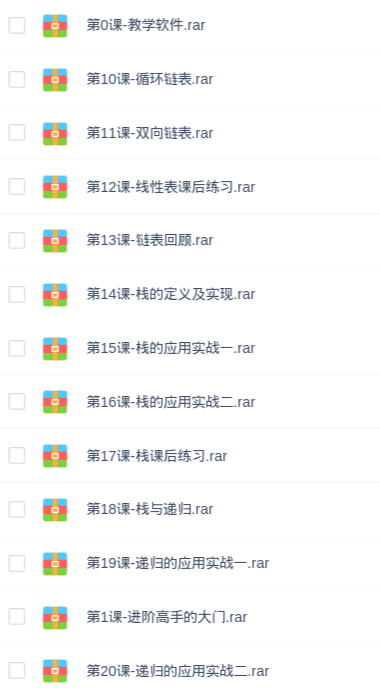 第0课-教学软件.rar
第10课-循环链表.rar
第11课-双向链表.rar
第12课-线性表课后练习.rar
第13课-链表回顾.rar
第14课-栈的定义及实现.rar
第15课-栈的应用实战一.rar
第16课-栈的应用实战二.rar
第17课-栈课后练习.rar
第18课-栈与递归.rar
第19课-递归的应用实战一.rar
第1课-进阶高手的大门.rar
第20课-递归的应用实战二.rar